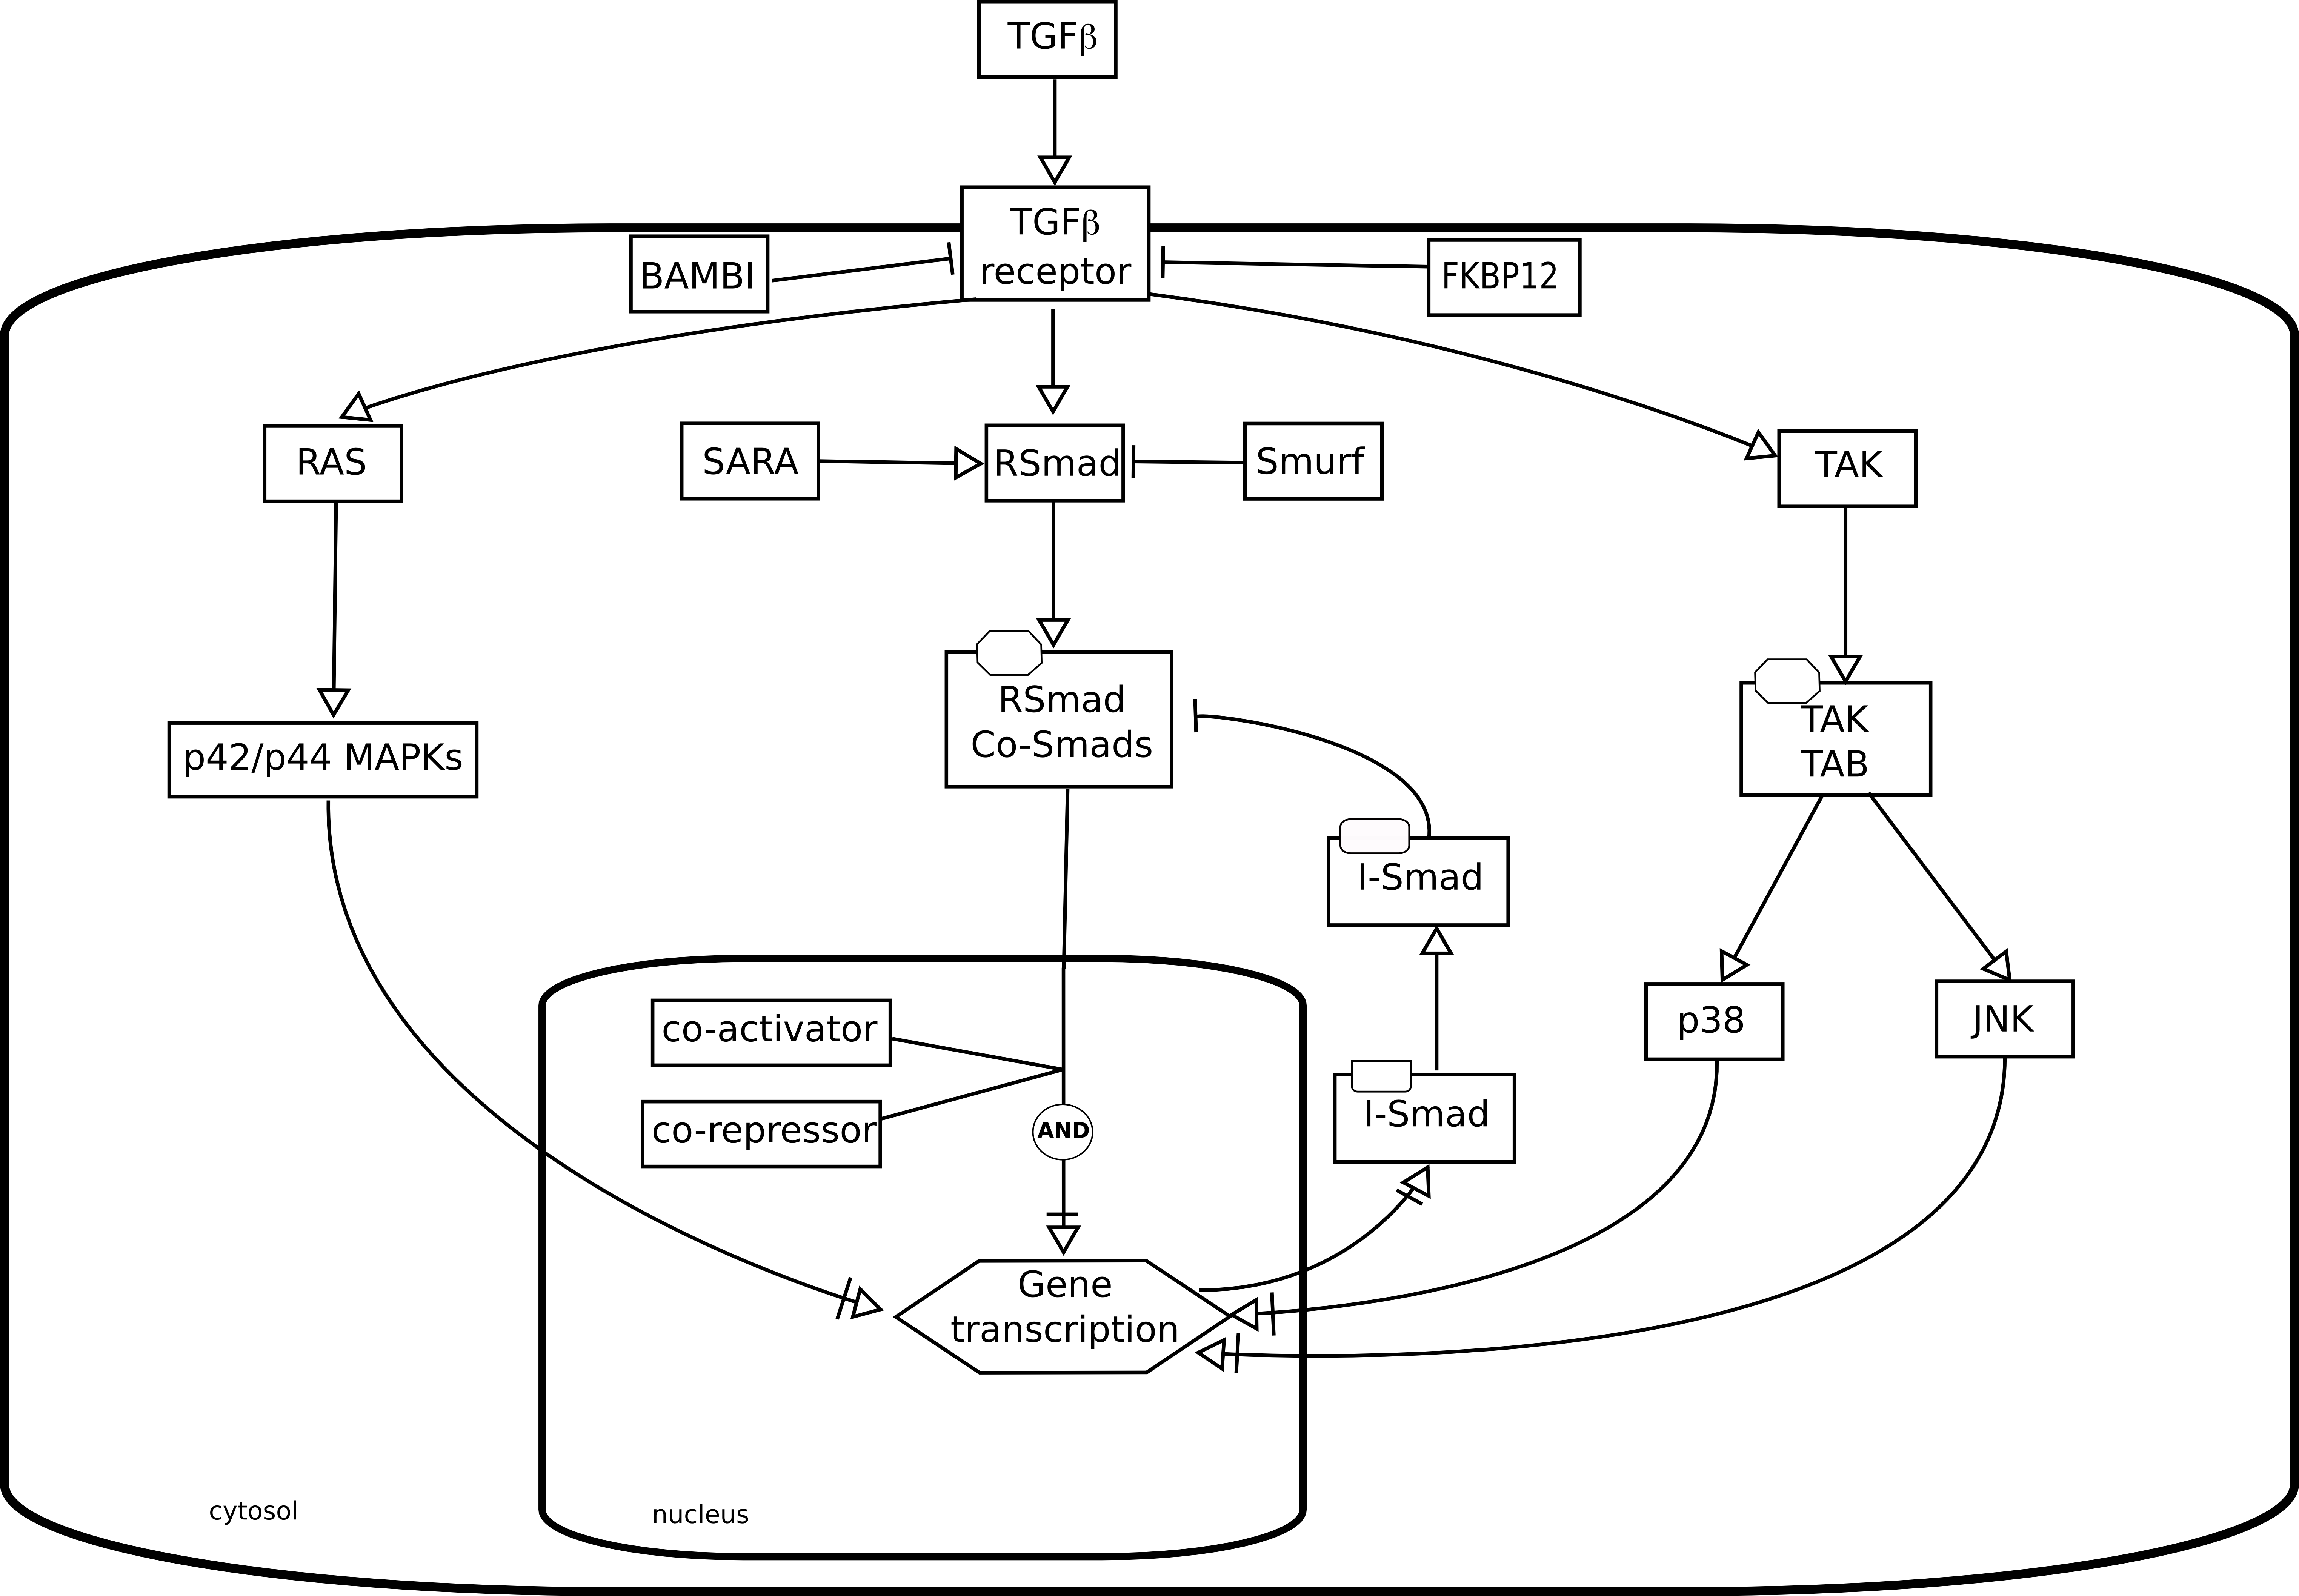 TGFβ
TGFβ
receptor
BAMBI
FKBP12
RAS
SARA
RSmad
Smurf
TAK
RSmad
Co-Smads
TAK
TAB
p42/p44 MAPKs
I-Smad
co-activator
p38
JNK
co-repressor
AND
I-Smad
Gene
transcription
cytosol
nucleus